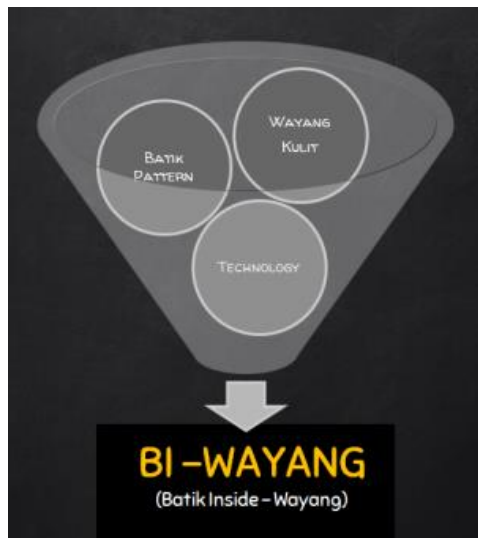 Wayang
Kulit
Batik
Pattern
Technology
BI – WAYANG
(Batik Inside – Wayang)